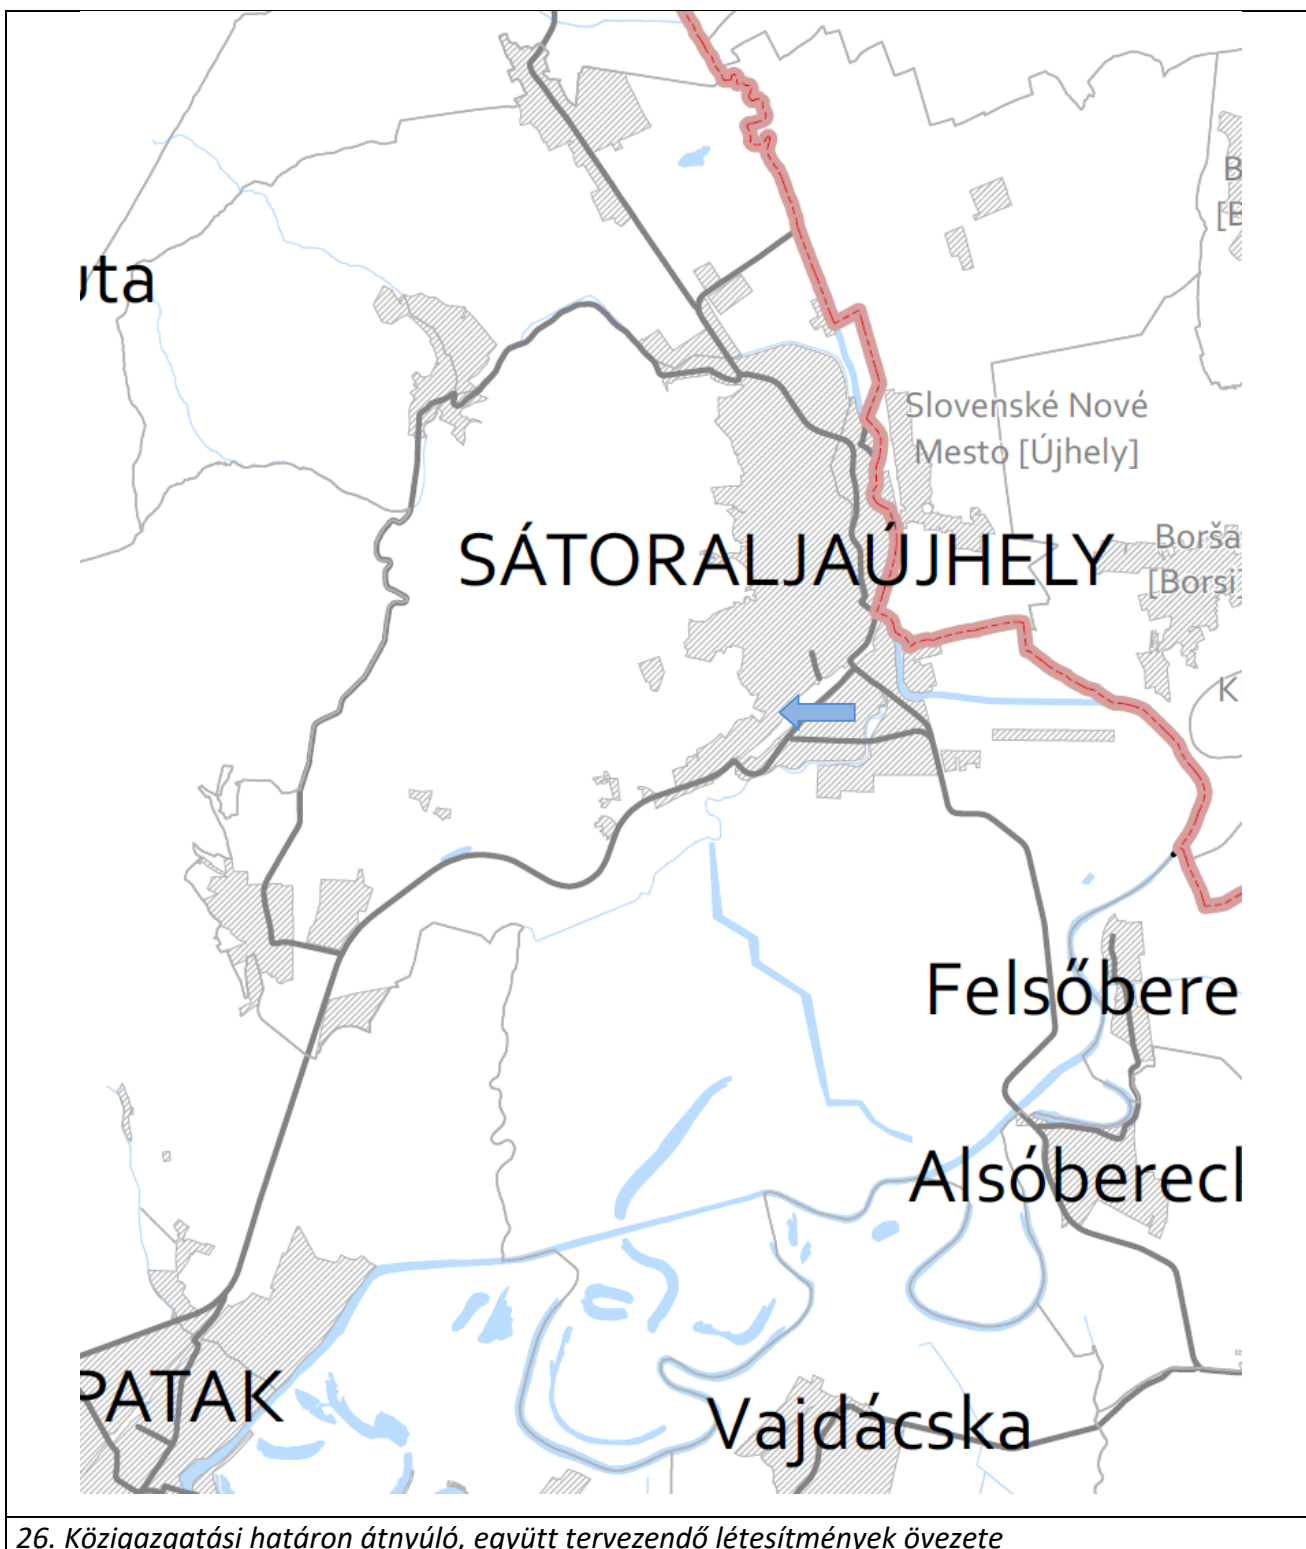 B
[B
uta
Slovenské Nové
Mesto [Újhely]
SÁTORALJAÚJHELY
Borša
[Borsi]
K
Felsőbere
Alsóberecl
PATAK
Vajdácska
26. Közigazgatási határon átnyúló, együtt tervezendő létesítmények övezete